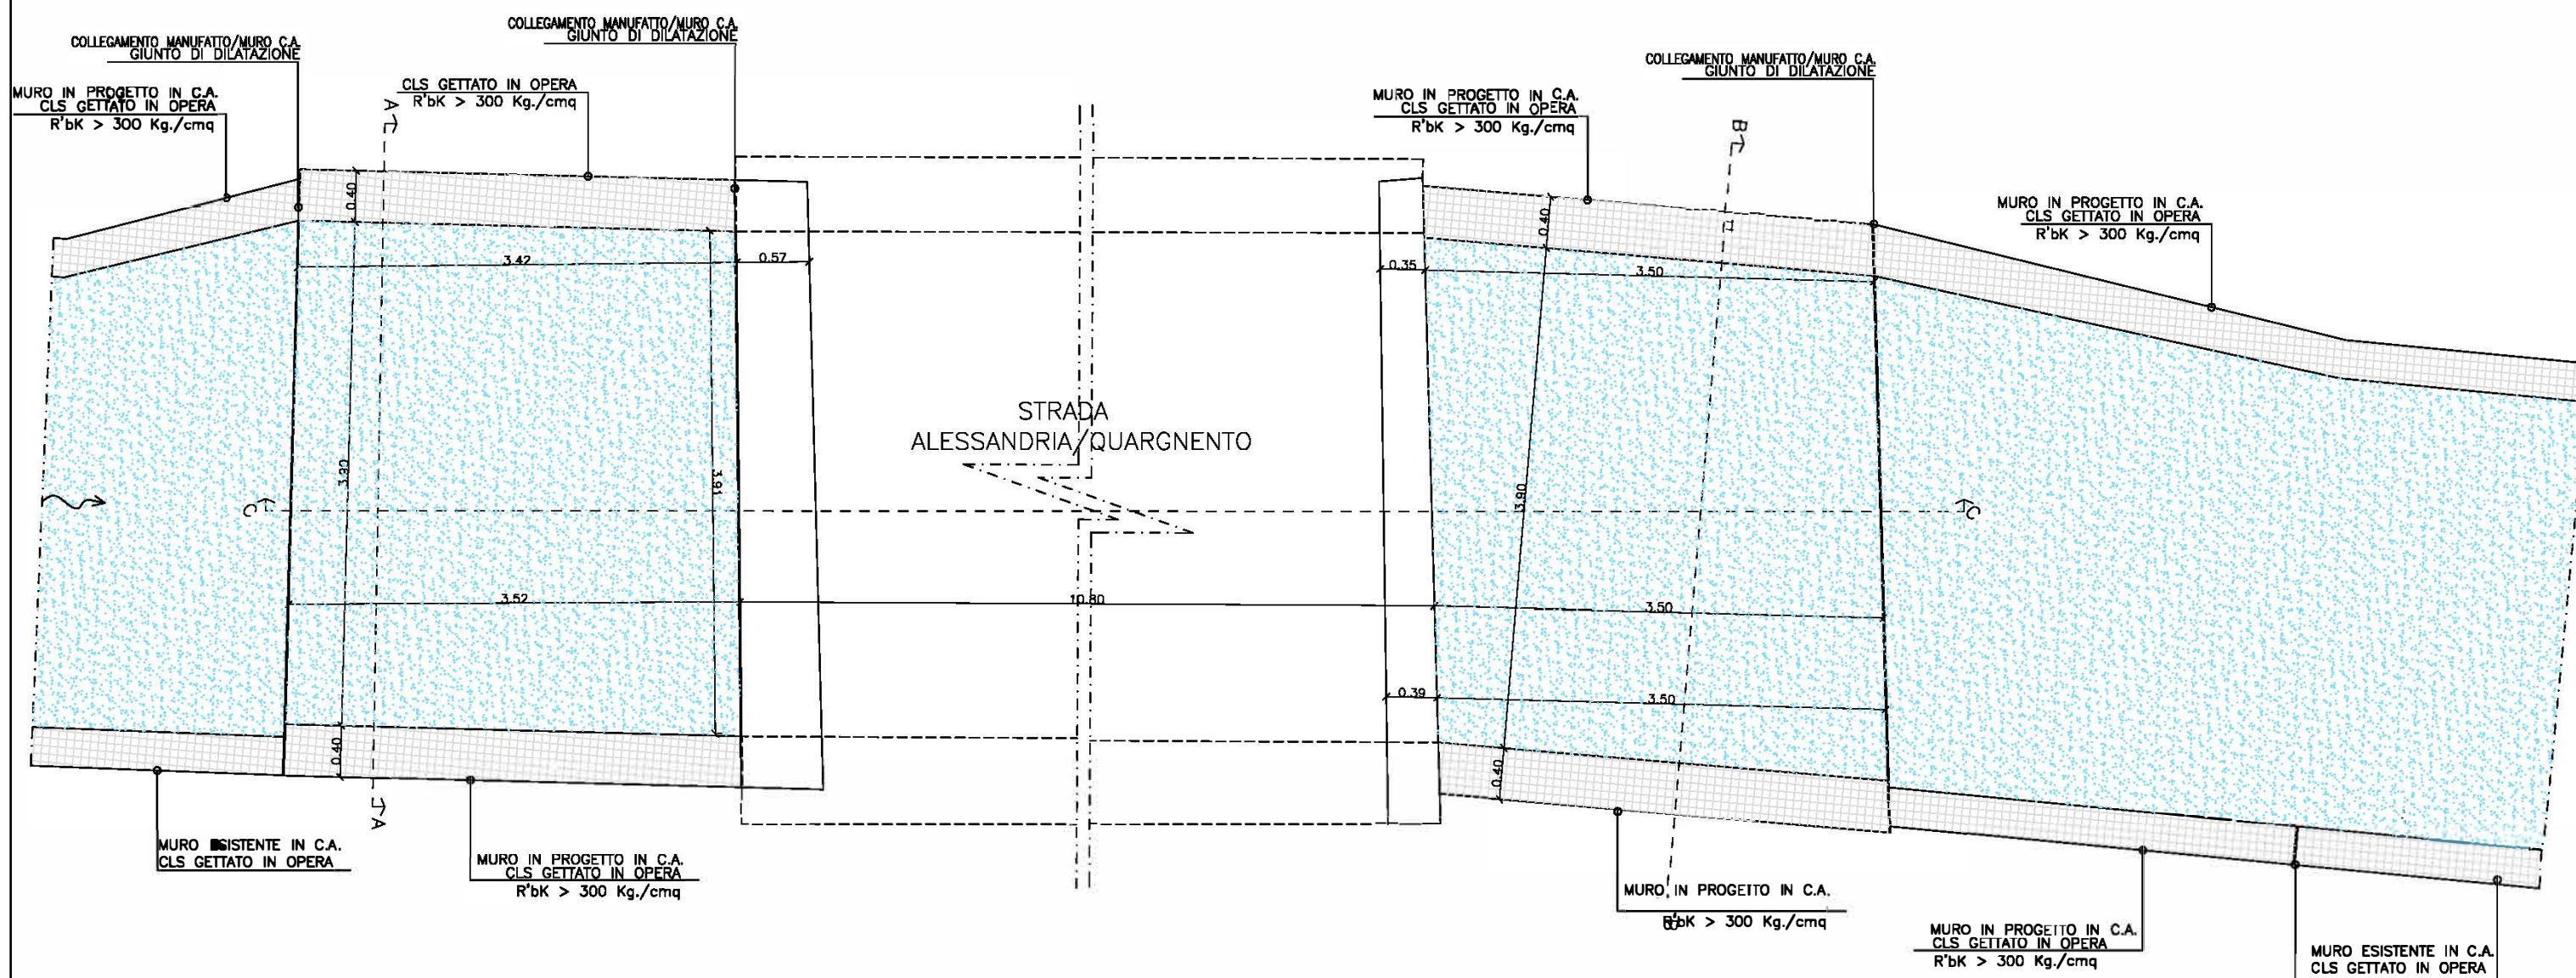 COLLEGAMENTO MANUFATTO/MURO C.A.
GIUNTO DI DILATAZIONE
MURO IN PROGETTO IN C.A.
CLS GETTATO IN OPERA
R'bK > 300 Kg./cmq
CLS GETTATO IN OPERA
R'bK > 300 Kg./cmq
COLLEGAMENTO MANUFATTO/MURO C.A.
GIUNTO DI DILATAZIONE
MURO IN PROGETTO IN C.A.
CLS GETTATO IN OPERA
R'bK > 300 Kg./cmq
COLLEGAMENTO MANUFATTO/MURO C.A.
GIUNTO DI DILATAZIONE
MURO IN PROGETTO IN C.A.
CLS GETTATO IN OPERA
R'bK > 300 Kg./cmq
A
B
0.40
0.40
3.42
0.57
0.35
3.50
STRADA
ALESSANDRIA/QUARGNENTO
3.91
3.90
C
C
3.52
10.80
3.50
0.39
3.50
0.40
0.40
A
MURO ESISTENTE IN C.A.
CLS GETTATO IN OPERA
MURO IN PROGETTO IN C.A.
CLS GETTATO IN OPERA
R'bK > 300 Kg./cmq
MURO IN PROGETTO IN C.A.
R'bK > 300 Kg./cmq
MURO IN PROGETTO IN C.A.
CLS GETTATO IN OPERA
R'bK > 300 Kg./cmq
MURO ESISTENTE IN C.A.
CLS GETTATO IN OPERA